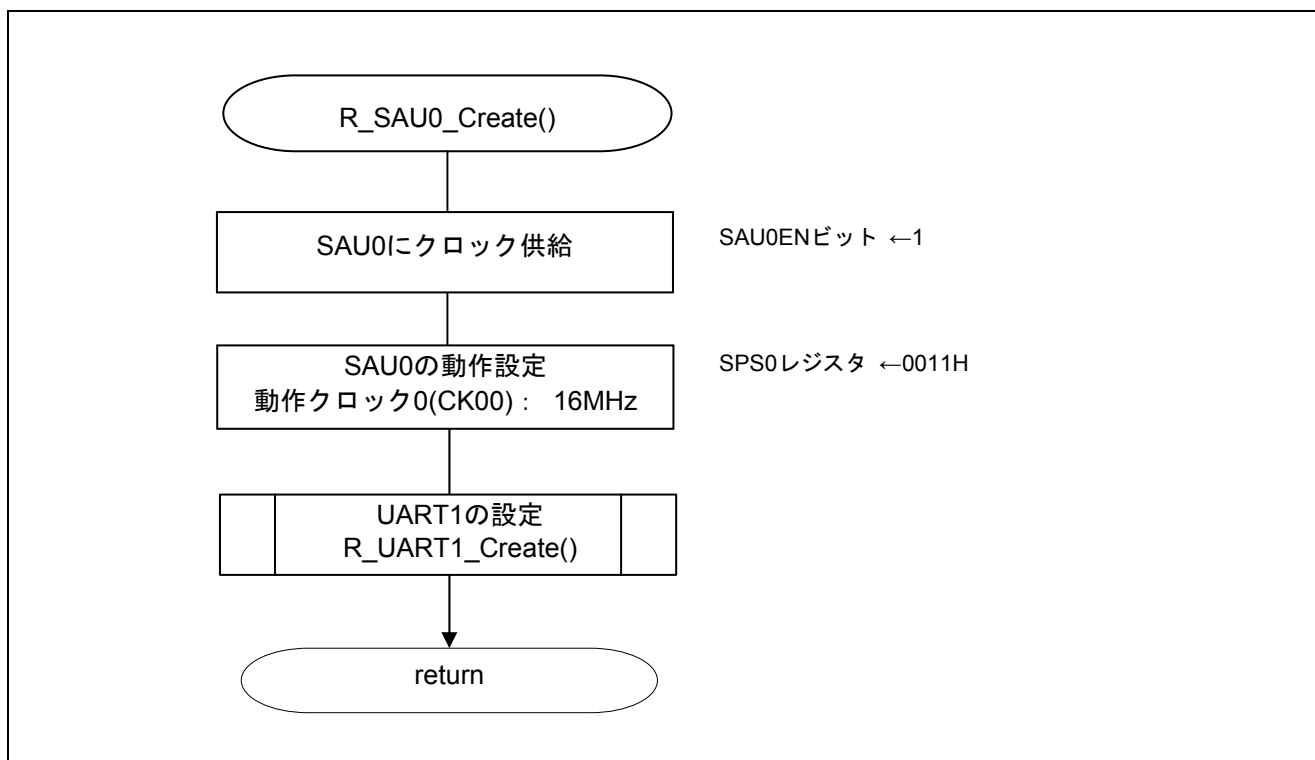 R_SAU0_Create()
SAU0にクロック供給
SAU0ENビット ←1
SAU0の動作設定
動作クロック0(CK00)： 16MHz
SPS0レジスタ ←0011H
UART1の設定
R_UART1_Create()
return